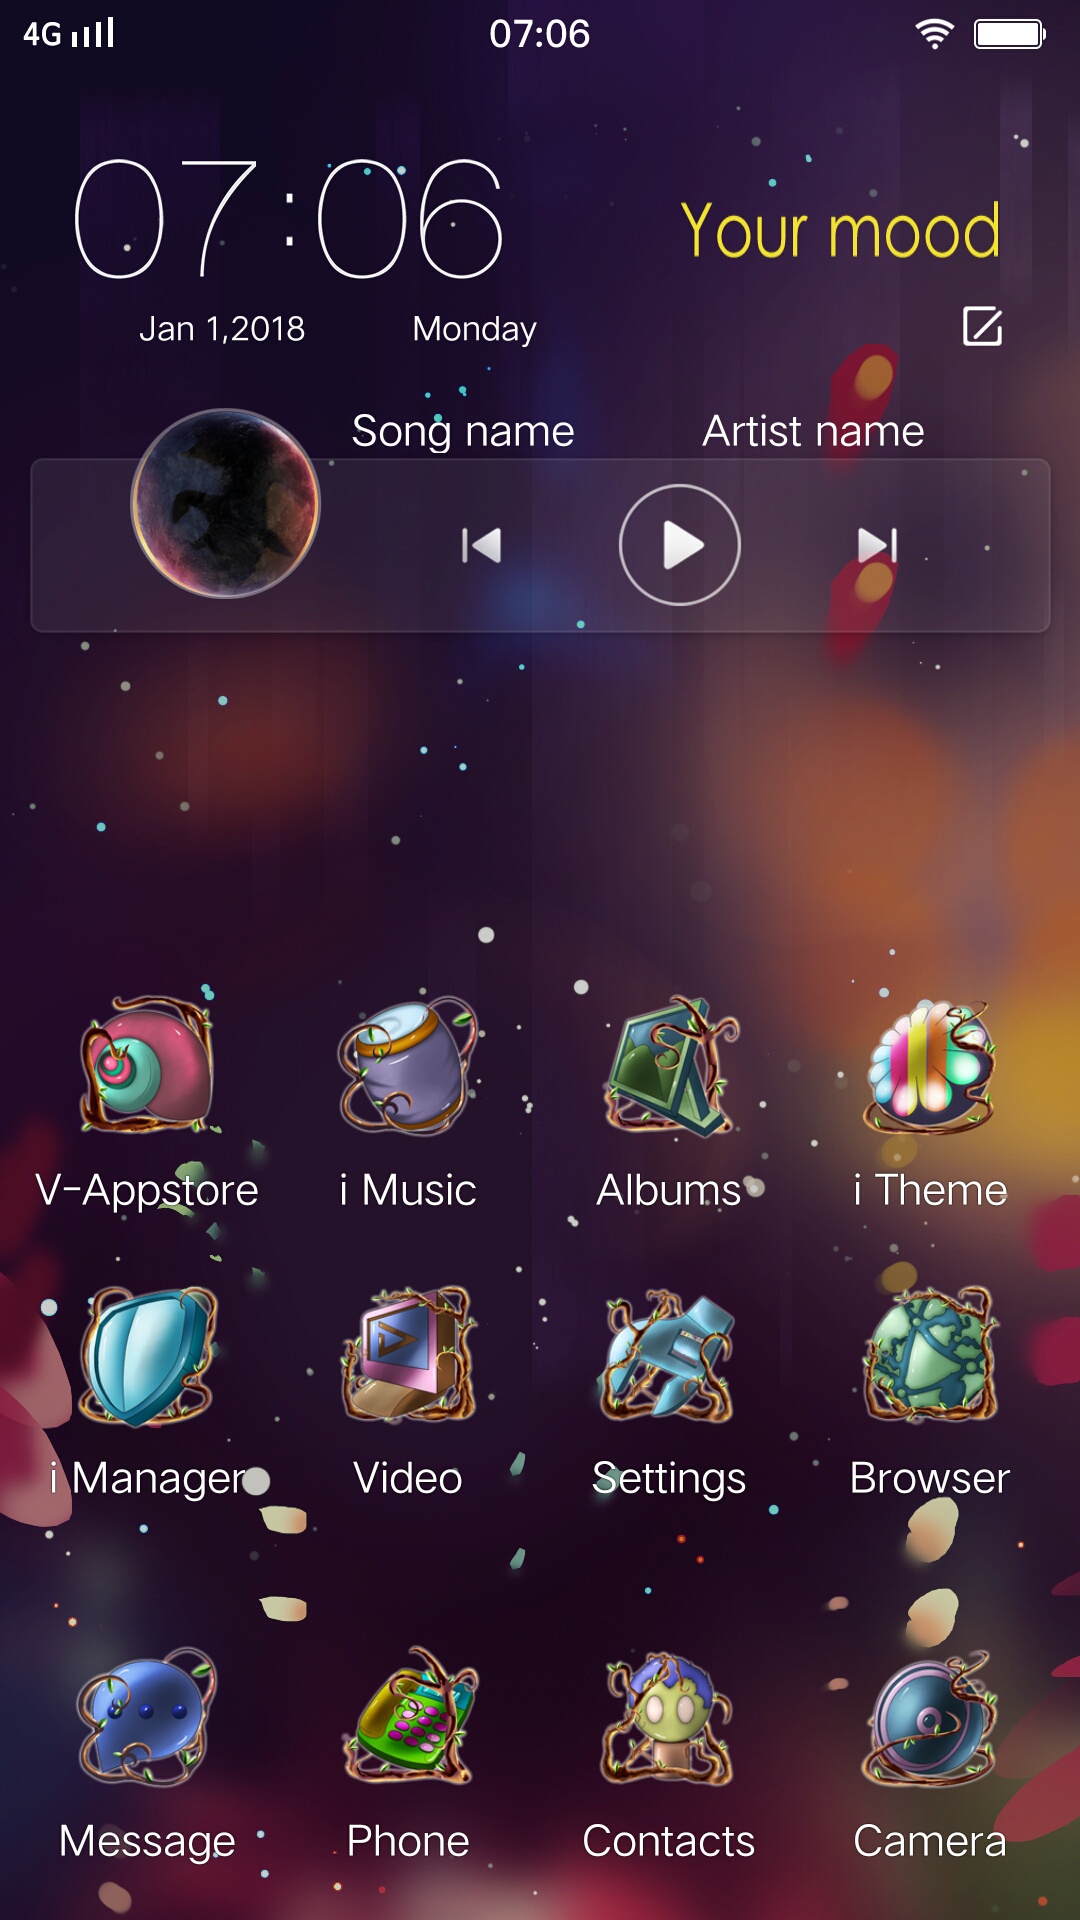 4G 07:06
07:06
Your mood
Jan 1,2018 Monday
Song name Artist name
V-Appstore i Music Albums i Theme
i Manager Video Settings Browser
Message Phone Contacts Camera